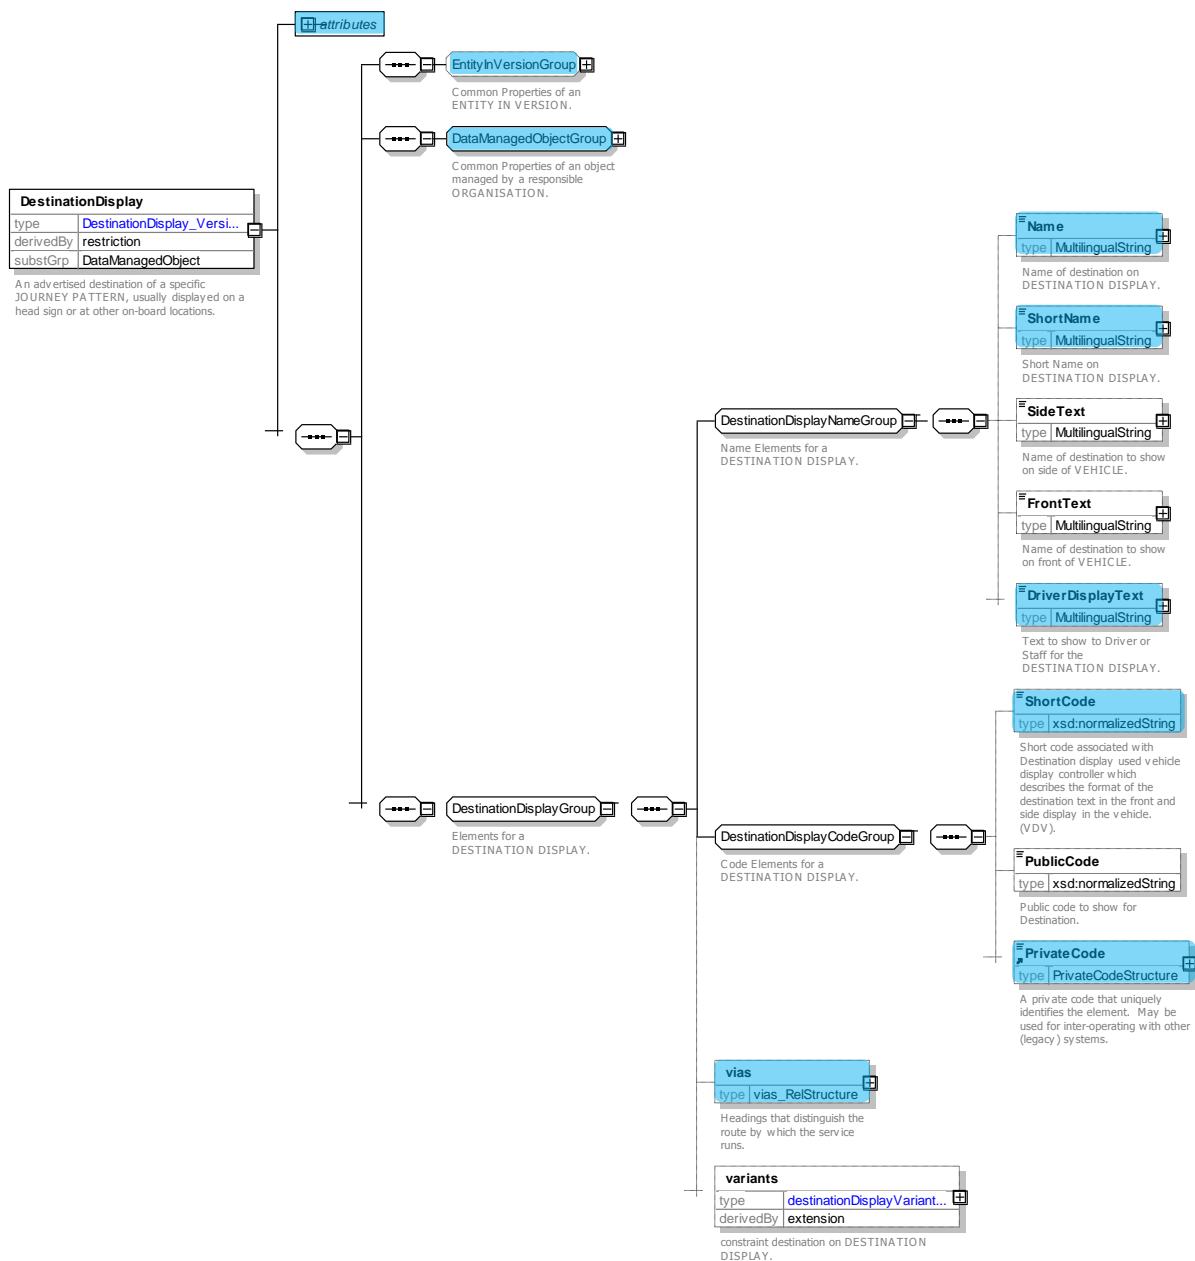 attributes
EntityInVersionGroup
Common Properties of an
ENTITY IN VERSION.
DataManagedObjectGroup
Common Properties of an object
managed by a responsible
ORGANISATION.
DestinationDisplay
type DestinationDisplay_Versi...
derivedBy restriction
substGrp DataManagedObject
An advertised destination of a specific
JOURNEY PATTERN, usually displayed on a
head sign or at other on-board locations.
Name
type MultilingualString
Name of destination on
DESTINATION DISPLAY.
ShortName
type MultilingualString
Short Name on
DESTINATION DISPLAY.
DestinationDisplayNameGroup
Name Elements for a
DESTINATION DISPLAY.
SideText
type MultilingualString
Name of destination to show
on side of VEHICLE.
FrontText
type MultilingualString
Name of destination to show
on front of VEHICLE.
DriverDisplayText
type MultilingualString
Text to show to Driver or
Staff for the
DESTINATION DISPLAY.
DestinationDisplayGroup
Elements for a
DESTINATION DISPLAY.
DestinationDisplayCodeGroup
Code Elements for a
DESTINATION DISPLAY.
ShortCode
type xsd:normalizedString
Short code associated with
Destination display used vehicle
display controller which
describes the format of the
destination text in the front and
side display in the vehicle.
(VDV).
PublicCode
type xsd:normalizedString
Public code to show for
Destination.
PrivateCode
type PrivateCodeStructure
A private code that uniquely
identifies the element. May be
used for inter-operating with other
(legacy) systems.
vias
type vias_RelStructure
Headings that distinguish the
route by which the service
runs.
variants
type destinationDisplayVariant...
derivedBy extension
constraint destination on DESTINATION
DISPLAY.